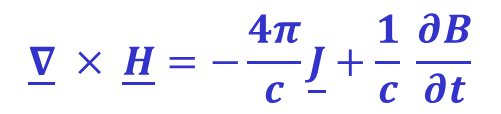 ∇ × H = − 4π/c J + 1/c ∂B/∂t